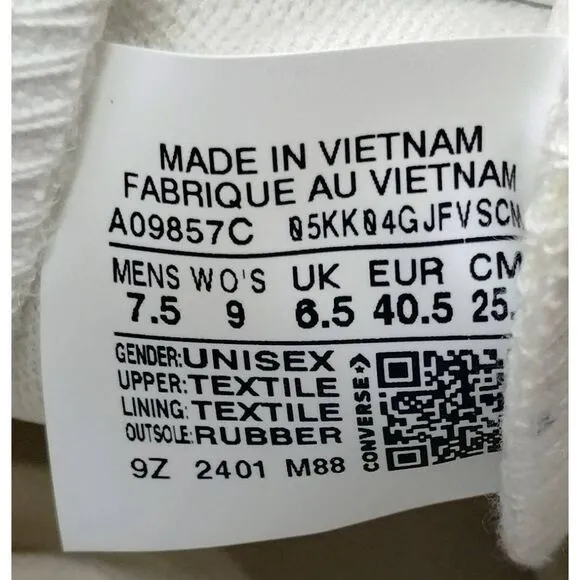 MADE IN VIETNAM
FABRIQUE AU VIETNAM
A09857C 05KK04GJFVSCM
MENS WO'S UK EUR CM
7.5 9 6.5 40.5 25.
GENDER:UNISEX
UPPER:TEXTILE
LINING:TEXTILE
OUTSOLE:RUBBER
CONVERSE
9Z 2401 M88